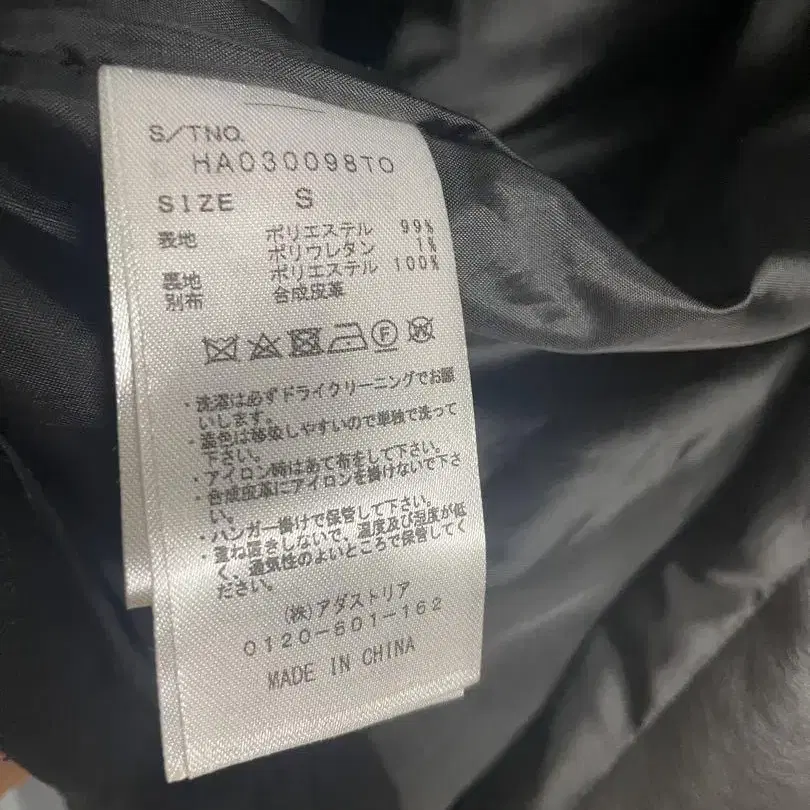 S/TNO.
HA030098TO
SIZE S
表地 ポリエステル 99%
ポリウレタン 1%
裏地 ポリエステル 100%
別布 合成皮革
F W
・洗濯は必ずドライクリーニングでお願
いします。
・濃色は移染しやすいので単独で洗って
下さい。
・アイロン時はあて布をして下さい。
・合成皮革にアイロンを掛けないで下さ
い。
・ハンガー掛けで保管して下さい。
・重ね置きしないで、温度及び湿度が低
く、通気性のよいところで保管してく
ださい。
(株)アダストリア
0120-601-162
MADE IN CHINA